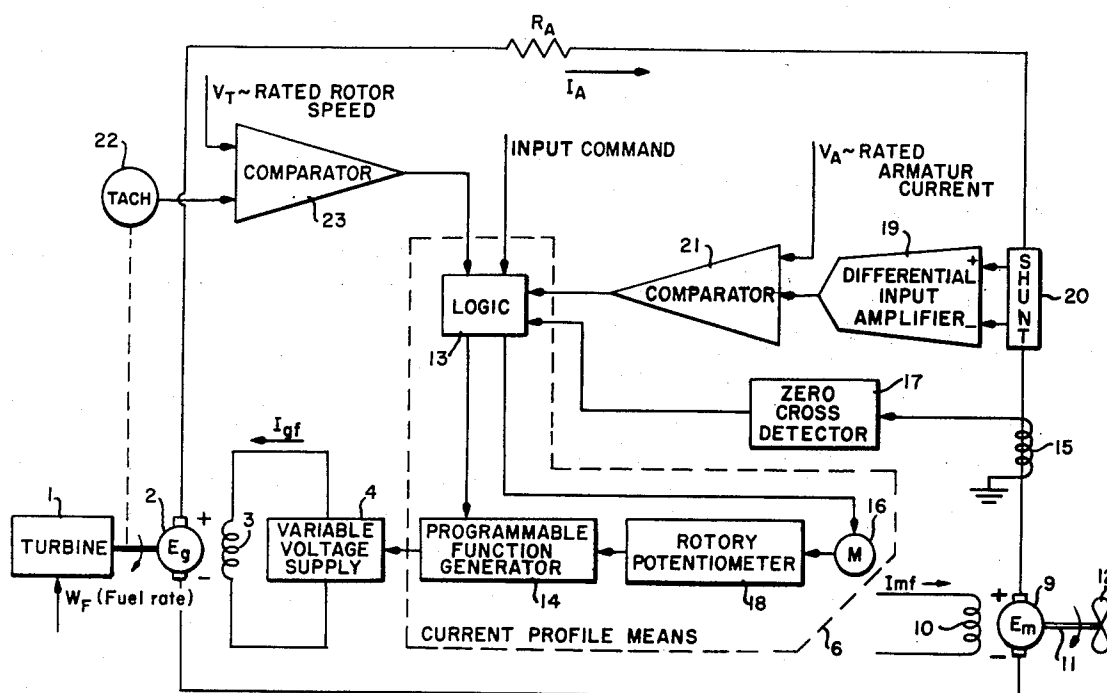 R_A
I_A
V_T ~ RATED ROTOR
SPEED
22
TACH
COMPARATOR
23
INPUT COMMAND
V_A ~ RATED
ARMATUR
CURRENT
21
COMPARATOR
19
DIFFERENTIAL
INPUT
AMPLIFIER
+
-
SHUNT
20
LOGIC
13
17
ZERO
CROSS
DETECTOR
15
I_gf
1
TURBINE
W_F (Fuel rate)
2
+
E_g
-
3
4
VARIABLE
VOLTAGE
SUPPLY
PROGRAMMABLE
FUNCTION
GENERATOR
14
ROTORY
POTENTIOMETER
18
16
M
CURRENT PROFILE MEANS
6
I_mf
10
+
9
E_m
-
11
12